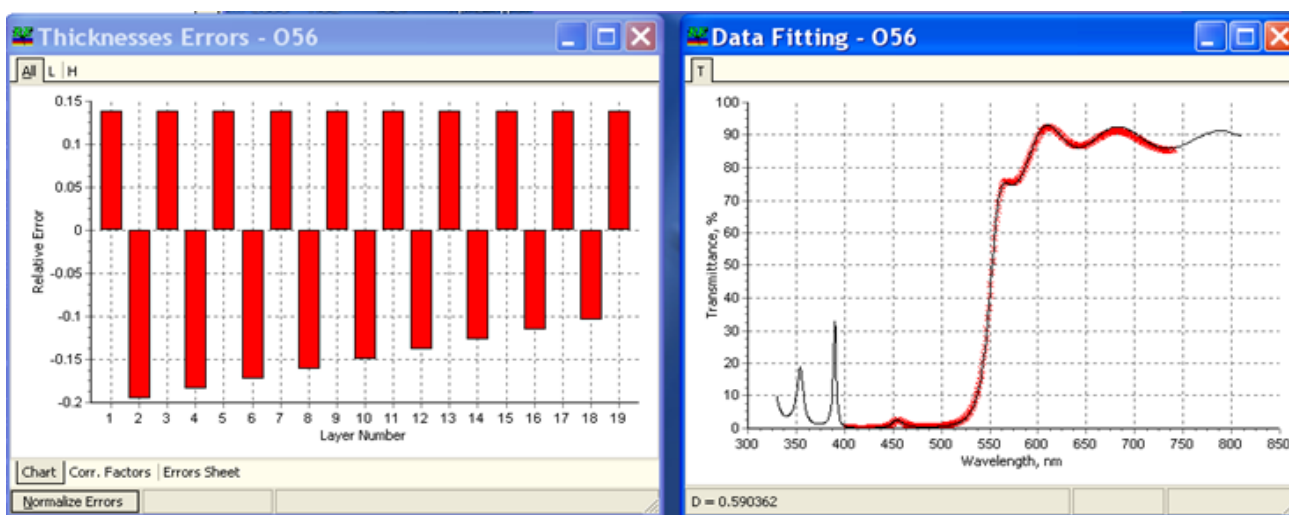 Thicknesses Errors - O56
All L H
0.15
0.1
0.05
0
-0.05
-0.1
-0.15
-0.2
Relative Error
1 2 3 4 5 6 7 8 9 10 11 12 13 14 15 16 17 18 19
Layer Number
Chart Corr. Factors Errors Sheet
Normalize Errors
Data Fitting - O56
T
100
90
80
70
60
50
40
30
20
10
0
Transmittance, %
300 350 400 450 500 550 600 650 700 750 800 850
Wavelength, nm
D = 0.590362